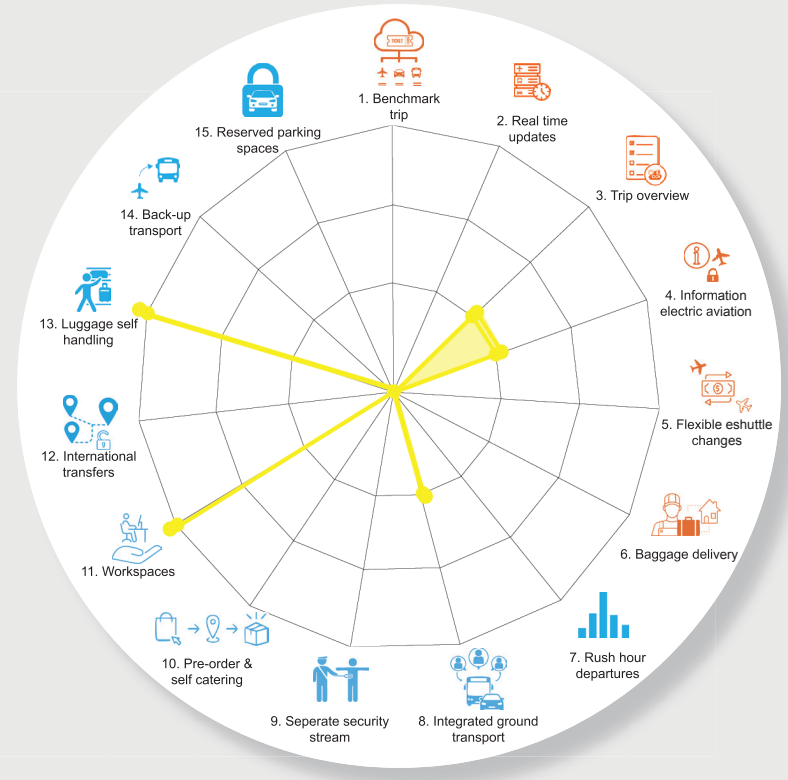 TICKET
1. Benchmark
trip
2. Real time
updates
3. Trip overview
4. Information
electric aviation
5. Flexible eshuttle
changes
6. Baggage delivery
7. Rush hour
departures
8. Integrated ground
transport
9. Seperate security
stream
10. Pre-order &
self catering
11. Workspaces
12. International
transfers
13. Luggage self
handling
14. Back-up
transport
15. Reserved parking
spaces